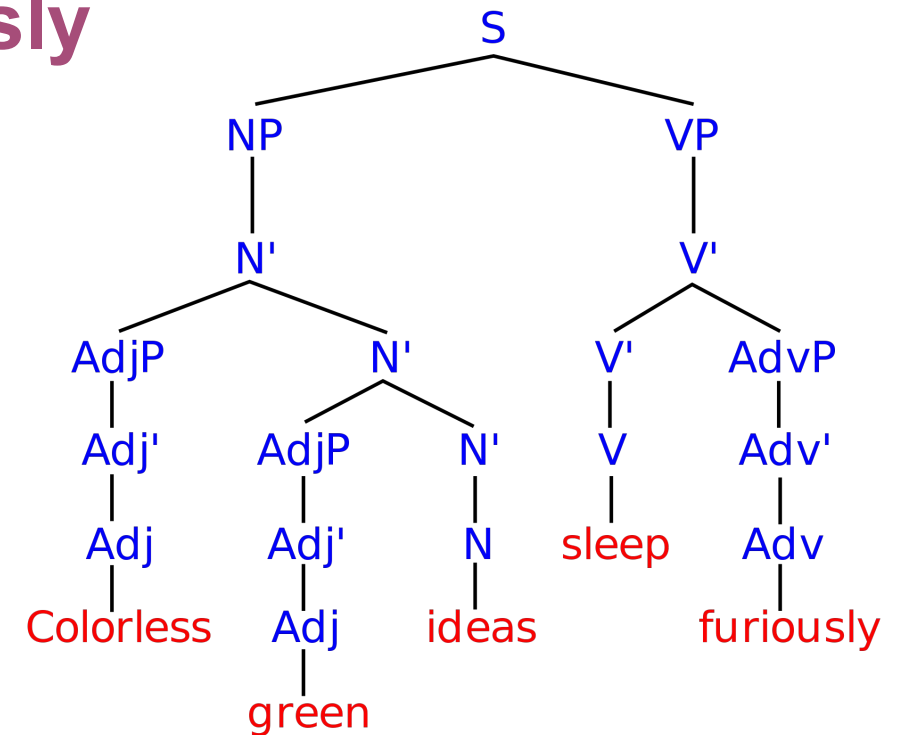 sly
S
NP VP
N' V'
AdjP N' V' AdvP
Adj' AdjP N' V Adv'
Adj Adj' N sleep Adv
Colorless Adj ideas furiously
green